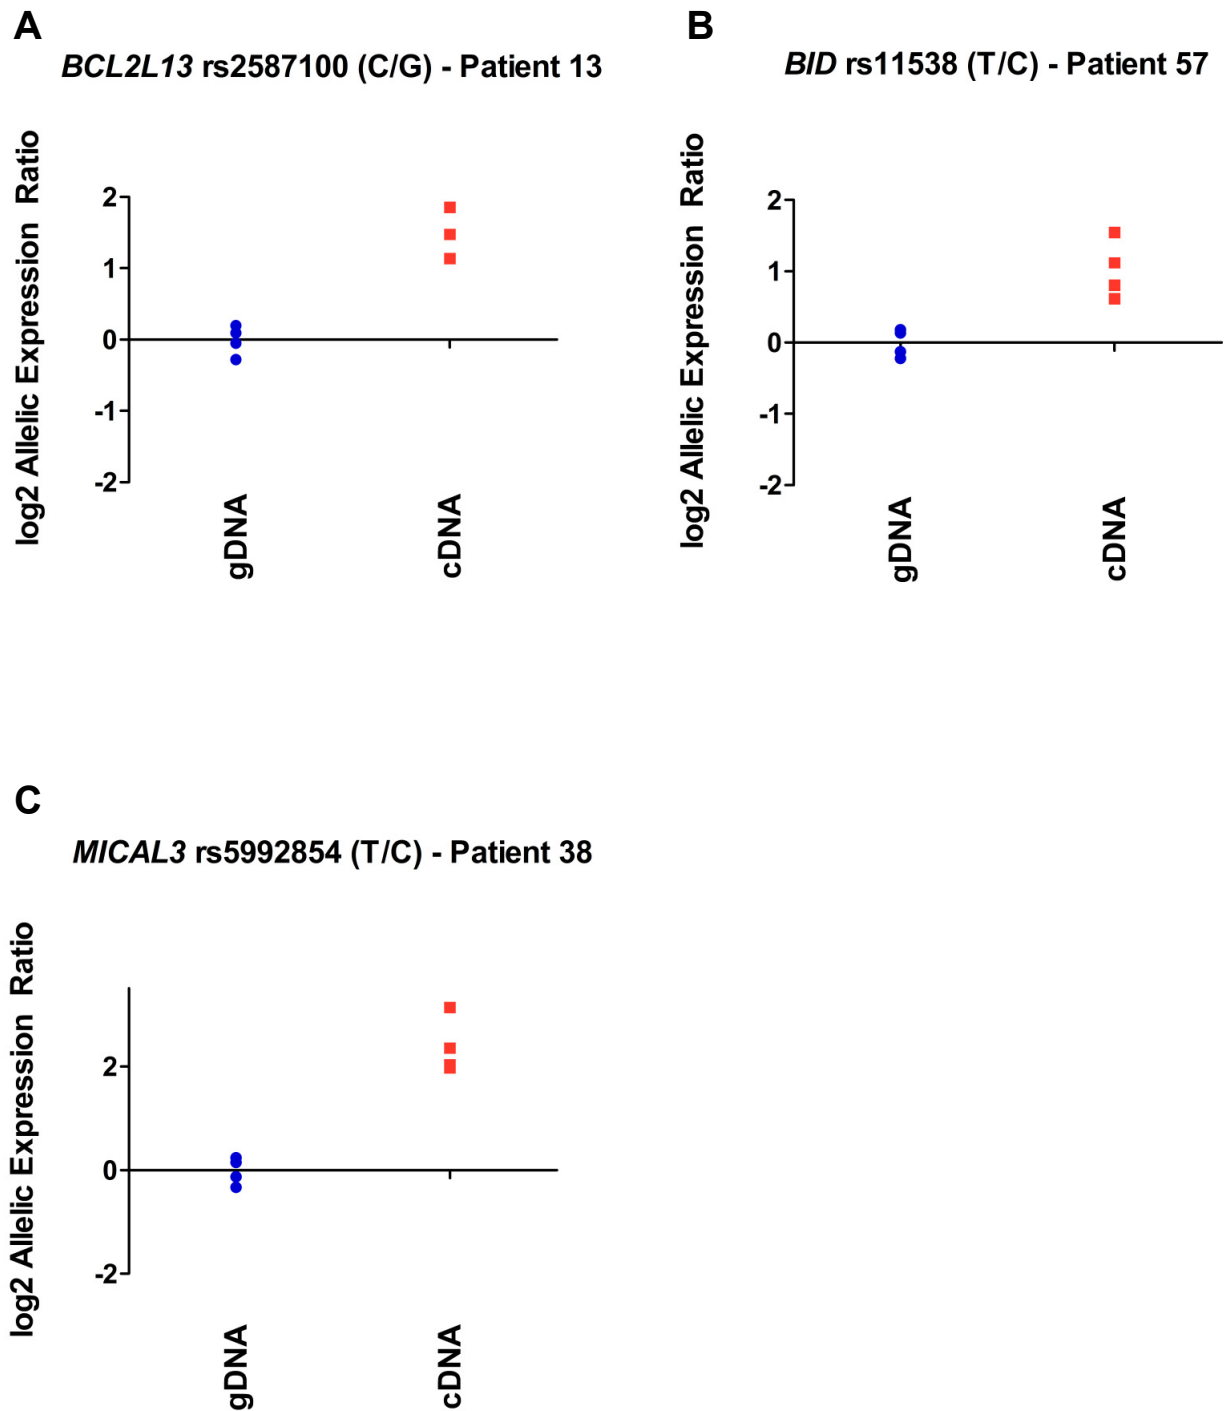 A
BCL2L13 rs2587100 (C/G) - Patient 13
log2 Allelic Expression Ratio
2
1
0
-1
-2
gDNA
cDNA
B
BID rs11538 (T/C) - Patient 57
log2 Allelic Expression Ratio
2
1
0
-1
-2
gDNA
cDNA
C
MICAL3 rs5992854 (T/C) - Patient 38
log2 Allelic Expression Ratio
2
0
-2
gDNA
cDNA